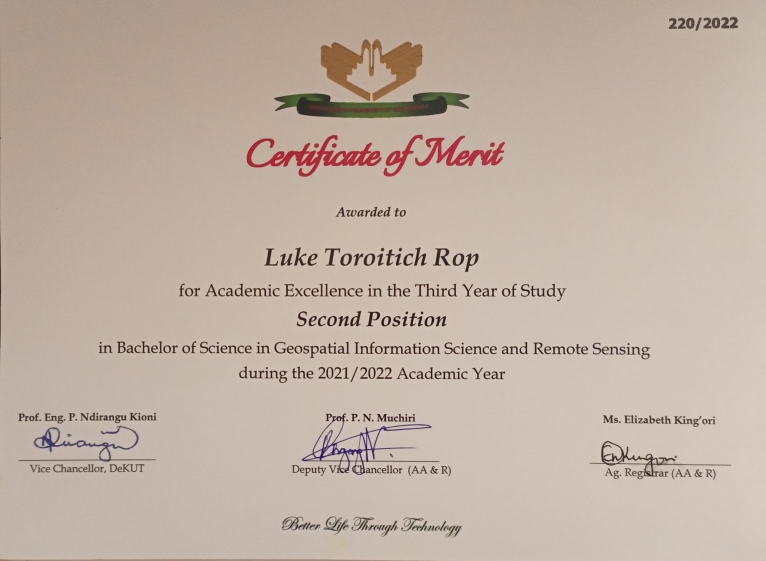 220/2022
Certificate of Merit
Awarded to
Luke Toroitich Rop
for Academic Excellence in the Third Year of Study
Second Position
in Bachelor of Science in Geospatial Information Science and Remote Sensing
during the 2021/2022 Academic Year
Prof. Eng. P. Ndirangu Kioni
Vice Chancellor, DeKUT
Prof. P. N. Muchiri
Deputy Vice Chancellor (AA & R)
Ms. Elizabeth King'ori
Ag. Registrar (AA & R)
Better Life Through Technology